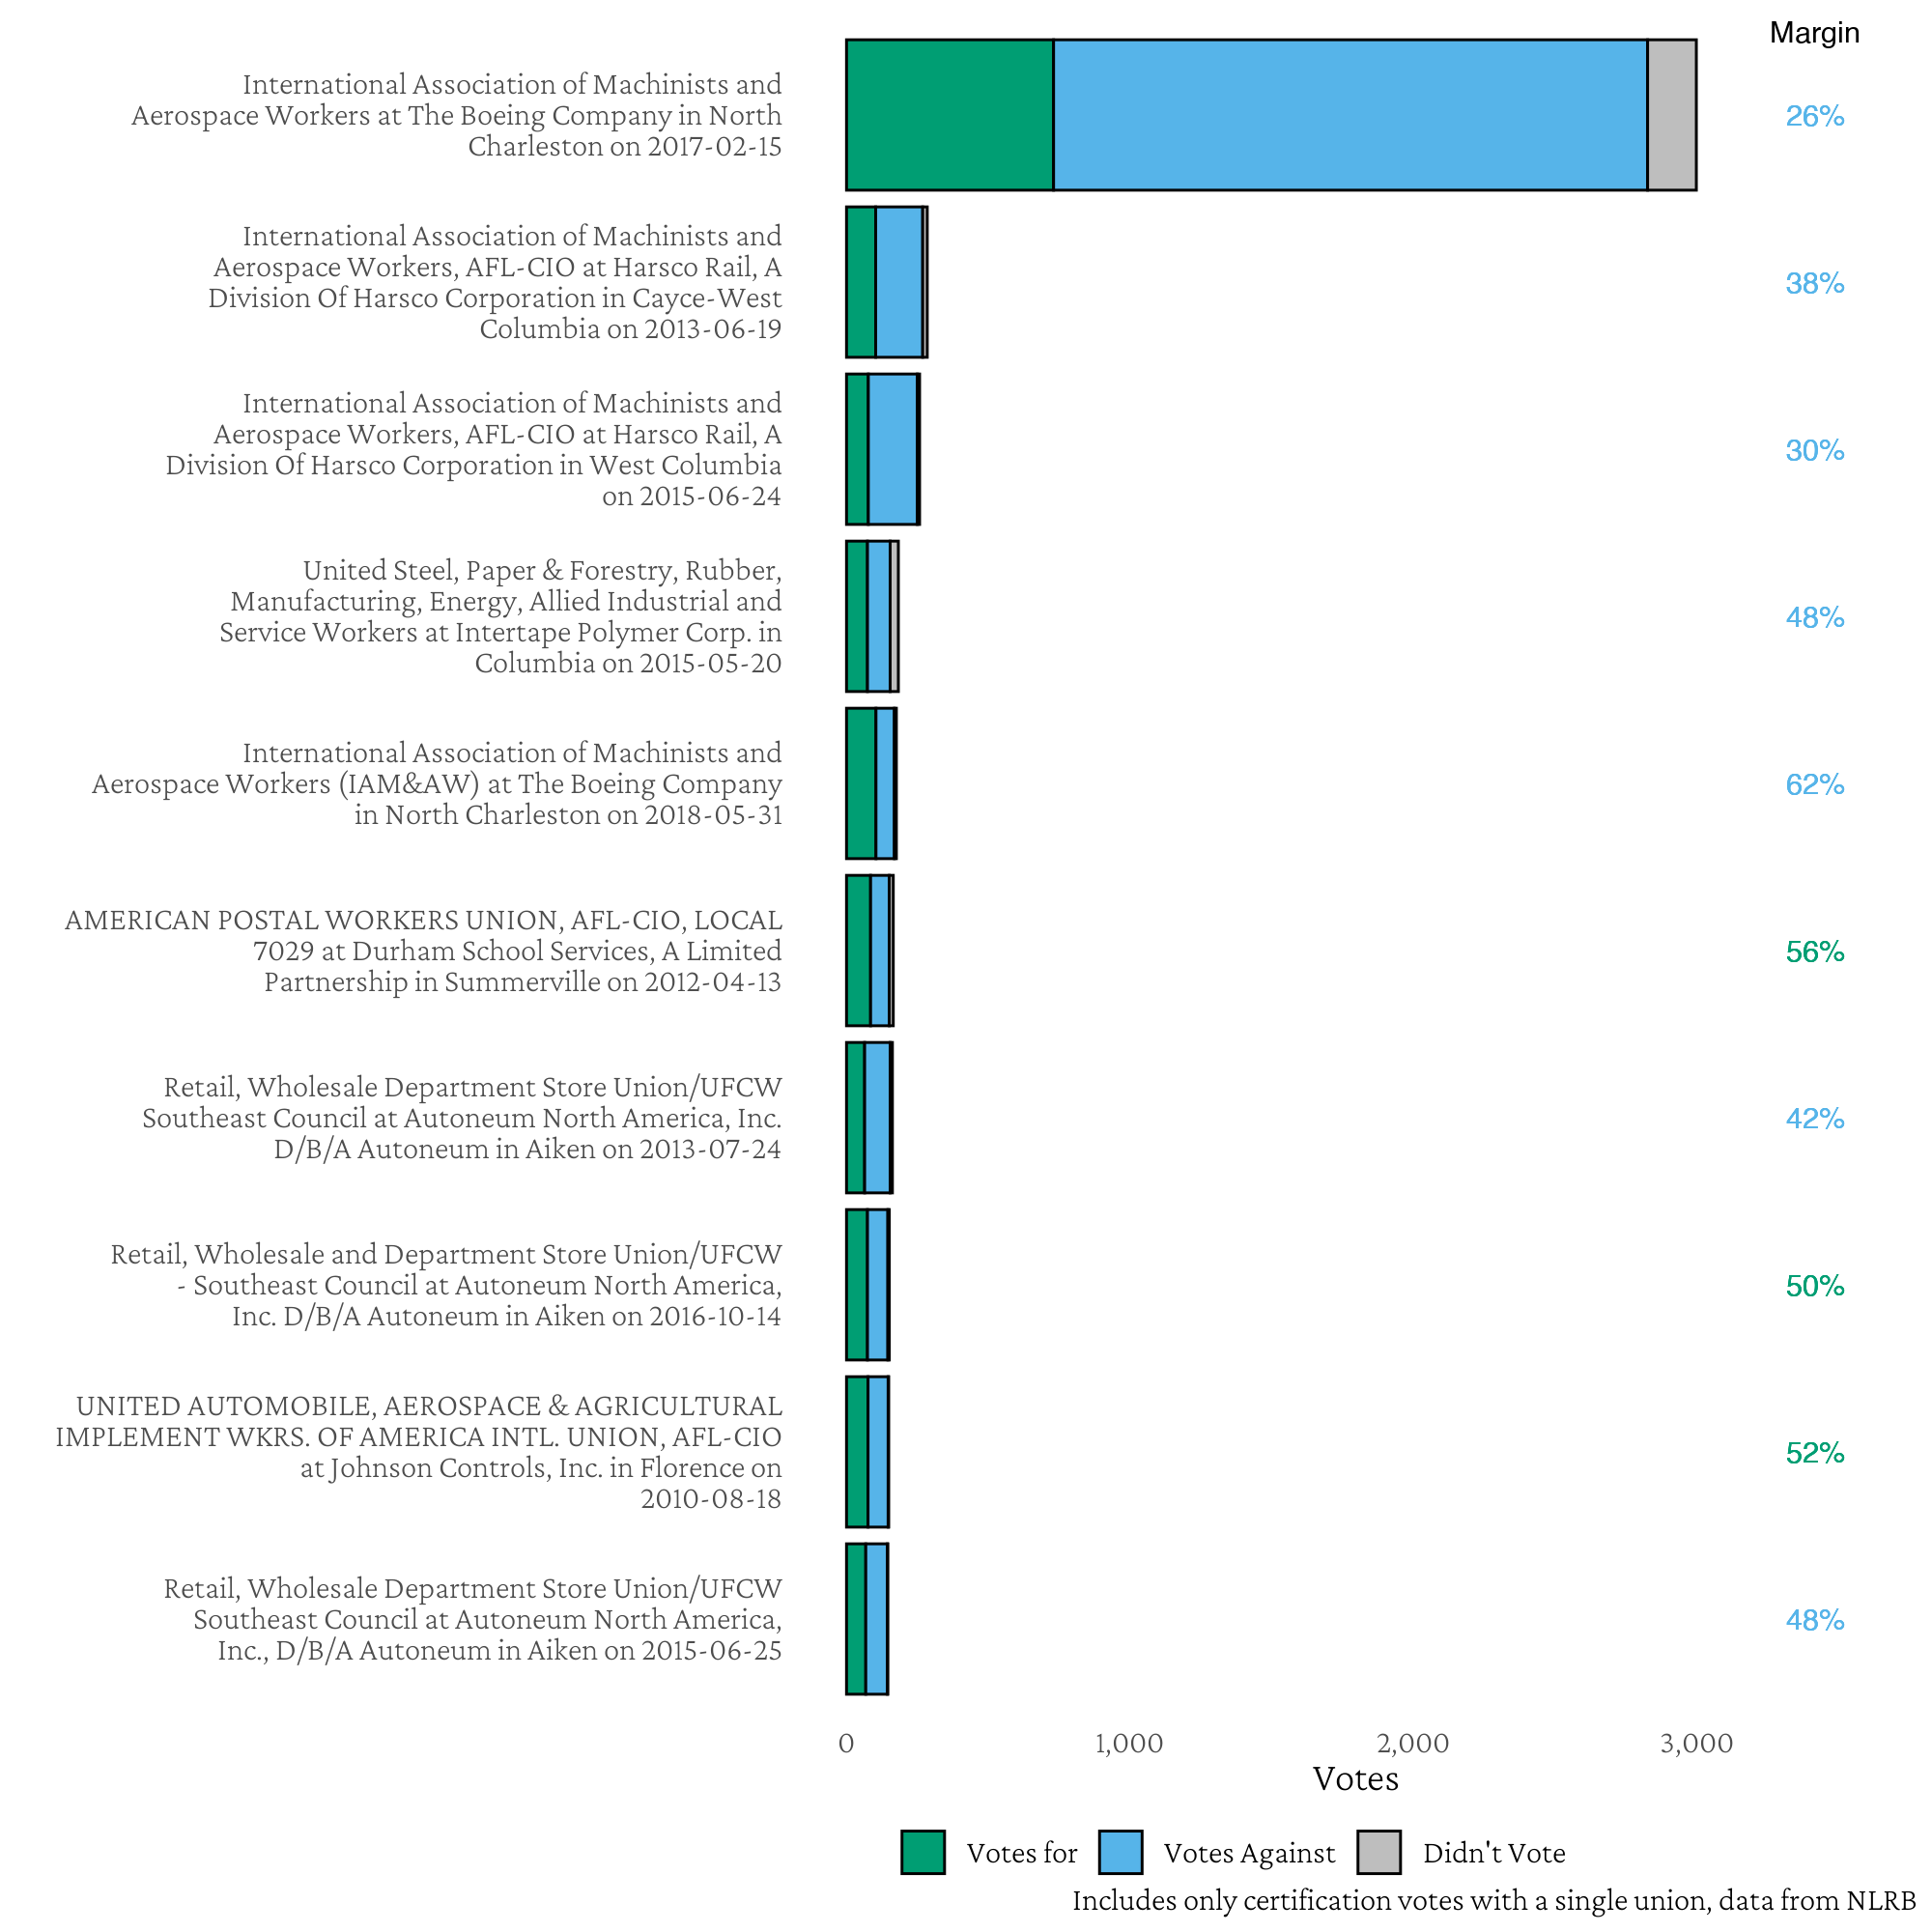 Margin
International Association of Machinists and
Aerospace Workers at The Boeing Company in North
Charleston on 2017-02-15
26%
International Association of Machinists and
Aerospace Workers, AFL-CIO at Harsco Rail, A
Division Of Harsco Corporation in Cayce-West
Columbia on 2013-06-19
38%
International Association of Machinists and
Aerospace Workers, AFL-CIO at Harsco Rail, A
Division Of Harsco Corporation in West Columbia
on 2015-06-24
30%
United Steel, Paper & Forestry, Rubber,
Manufacturing, Energy, Allied Industrial and
Service Workers at Intertape Polymer Corp. in
Columbia on 2015-05-20
48%
International Association of Machinists and
Aerospace Workers (IAM&AW) at The Boeing Company
in North Charleston on 2018-05-31
62%
AMERICAN POSTAL WORKERS UNION, AFL-CIO, LOCAL
7029 at Durham School Services, A Limited
Partnership in Summerville on 2012-04-13
56%
Retail, Wholesale Department Store Union/UFCW
Southeast Council at Autoneum North America, Inc.
D/B/A Autoneum in Aiken on 2013-07-24
42%
Retail, Wholesale and Department Store Union/UFCW
- Southeast Council at Autoneum North America,
Inc. D/B/A Autoneum in Aiken on 2016-10-14
50%
UNITED AUTOMOBILE, AEROSPACE & AGRICULTURAL
IMPLEMENT WKRS. OF AMERICA INTL. UNION, AFL-CIO
at Johnson Controls, Inc. in Florence on
2010-08-18
52%
Retail, Wholesale Department Store Union/UFCW
Southeast Council at Autoneum North America,
Inc., D/B/A Autoneum in Aiken on 2015-06-25
48%
0 1,000 2,000 3,000
Votes
Votes for Votes Against Didn't Vote
Includes only certification votes with a single union, data from NLRB